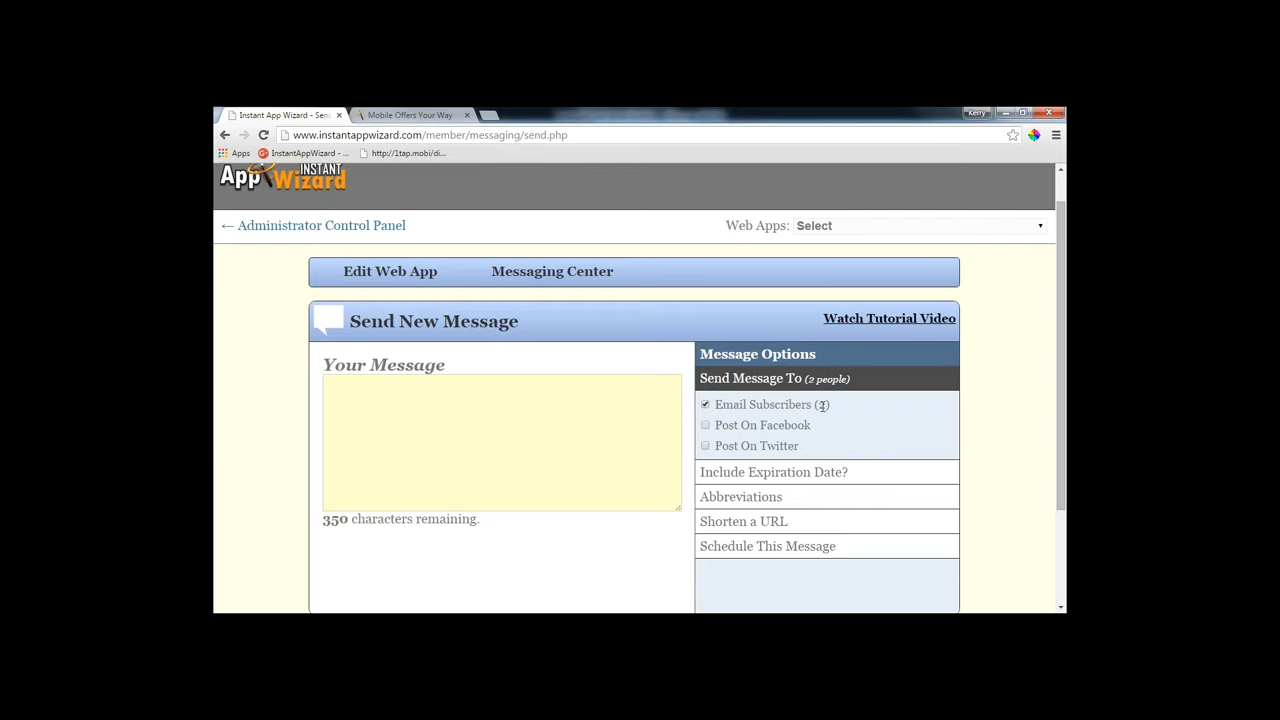 Instant App Wizard - Senc
Mobile Offers Your Way
Kerry
www.instantappwizard.com/member/messaging/send.php
Apps
InstantAppWizard - ...
http://1tap.mobi/di...
App INSTANT Wizard
← Administrator Control Panel
Web Apps: Select
Edit Web App
Messaging Center
Send New Message
Watch Tutorial Video
Your Message
350 characters remaining.
Message Options
Send Message To (2 people)
Email Subscribers (2)
Post On Facebook
Post On Twitter
Include Expiration Date?
Abbreviations
Shorten a URL
Schedule This Message